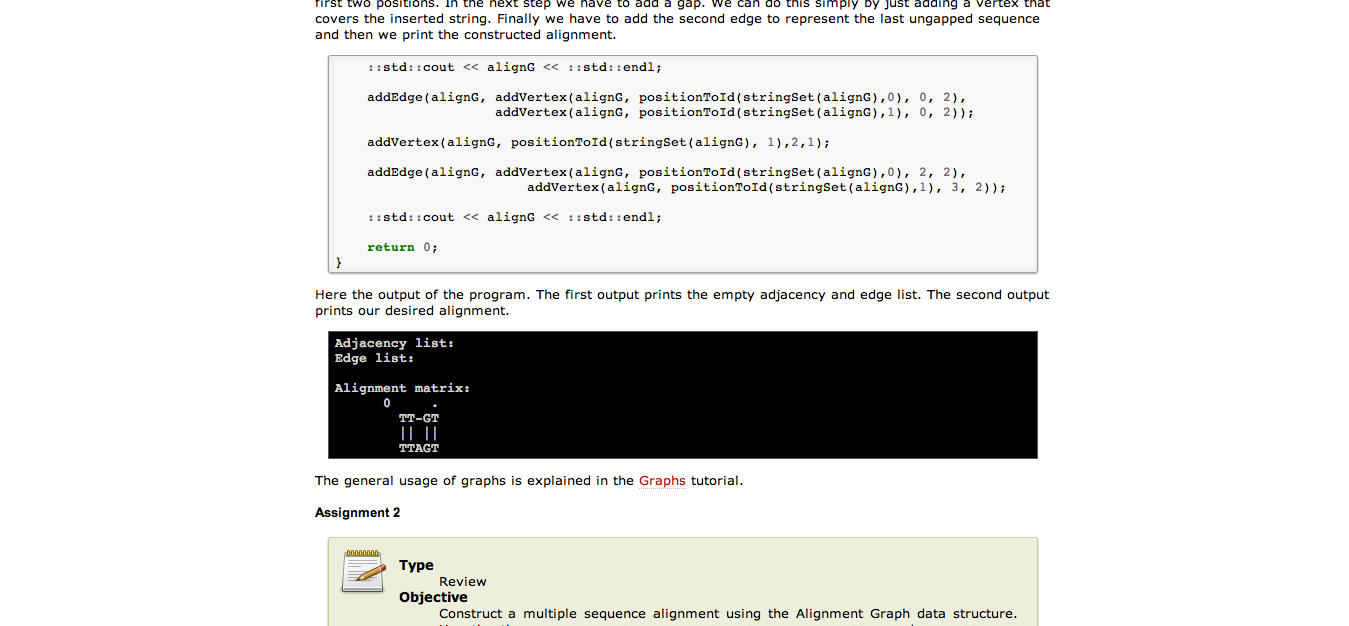 first two positions. In the next step we have to add a gap. We can do this simply by just adding a vertex that
covers the inserted string. Finally we have to add the second edge to represent the last ungapped sequence
and then we print the constructed alignment.
::std::cout << alignG << ::std::endl;
addEdge(alignG, addVertex(alignG, positionToId(stringSet(alignG),0), 0, 2),
addVertex(alignG, positionToId(stringSet(alignG),1), 0, 2));
addVertex(alignG, positionToId(stringSet(alignG), 1),2,1);
addEdge(alignG, addVertex(alignG, positionToId(stringSet(alignG),0), 2, 2),
addVertex(alignG, positionToId(stringSet(alignG),1), 3, 2));
::std::cout << alignG << ::std::endl;
return 0;
}
Here the output of the program. The first output prints the empty adjacency and edge list. The second output
prints our desired alignment.
Adjacency list:
Edge list:
Alignment matrix:
0     .
TT-GT
|| ||
TTAGT
The general usage of graphs is explained in the Graphs tutorial.
Assignment 2
Type
Review
Objective
Construct a multiple sequence alignment using the Alignment Graph data structure.